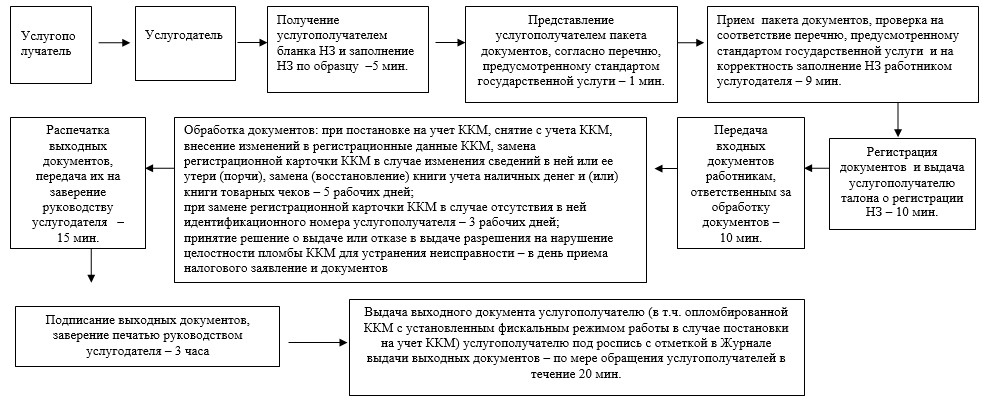 Услугопо
лучатель
Услугодатель
Получение
услугополучателем
бланка НЗ и заполнение
НЗ по образцу –5 мин.
Представление
услугополучателем пакета
документов, согласно перечню,
предусмотренному стандартом
государственной услуги – 1 мин.
Прием пакета документов, проверка на
соответствие перечню, предусмотренному
стандартом государственной услуги и на
корректность заполнение НЗ работником
услугодателя – 9 мин.
Регистрация
документов и выдача
услугополучателю
талона о регистрации
НЗ – 10 мин.
Передача
входных
документов
работникам,
ответственным за
обработку
документов –
10 мин.
Обработка документов: при постановке на учет ККМ, снятие с учета ККМ,
внесение изменений в регистрационные данные ККМ, замена
регистрационной карточки ККМ в случае изменения сведений в ней или ее
утери (порчи), замена (восстановление) книги учета наличных денег и (или)
книги товарных чеков – 5 рабочих дней;
при замене регистрационной карточки ККМ в случае отсутствия в ней
идентификационного номера услугополучателя – 3 рабочих дней;
принятие решение о выдаче или отказе в выдаче разрешения на нарушение
целостности пломбы ККМ для устранения неисправности – в день приема
налогового заявление и документов
Распечатка
выходных
документов,
передача их на
заверение
руководству
услугодателя –
15 мин.
Подписание выходных документов,
заверение печатью руководством
услугодателя – 3 часа
Выдача выходного документа услугополучателю (в т.ч. опломбированной
ККМ с установленным фискальным режимом работы в случае постановки
на учет ККМ) услугополучателю под роспись с отметкой в Журнале
выдачи выходных документов – по мере обращения услугополучателей в
течение 20 мин.